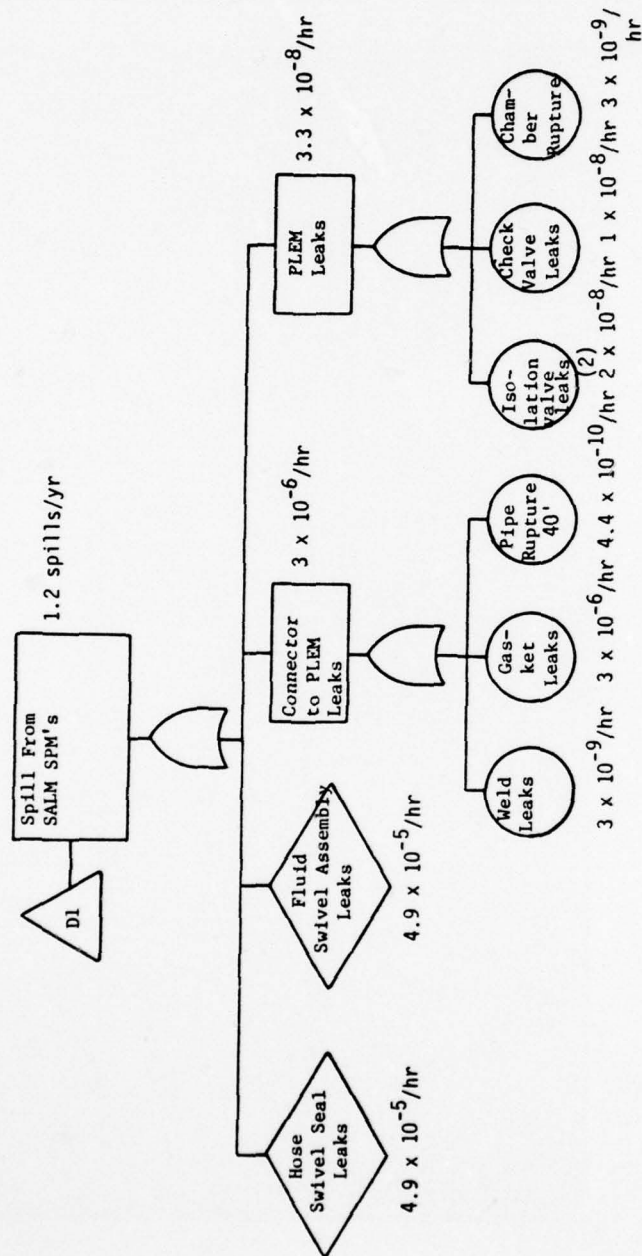 Spill From
SALM SPM's
1.2 spills/yr
D1
Hose
Swivel Seal
Leaks
4.9 x 10⁻⁵/hr
Fluid
Swivel Assembly
Leaks
4.9 x 10⁻⁵/hr
Connector
to PLEM
Leaks
3 x 10⁻⁶/hr
PLEM
Leaks
3.3 x 10⁻⁸/hr
Weld
Leaks
3 x 10⁻⁹/hr
Gas-
ket
Leaks
3 x 10⁻⁶/hr
Pipe
Rupture
40'
4.4 x 10⁻¹⁰/hr
Iso-
lation
valve
leaks
(2)
2 x 10⁻⁸/hr
Check
Valve
Leaks
1 x 10⁻⁸/hr
Cham-
ber
Rupture
3 x 10⁻⁹/
hr